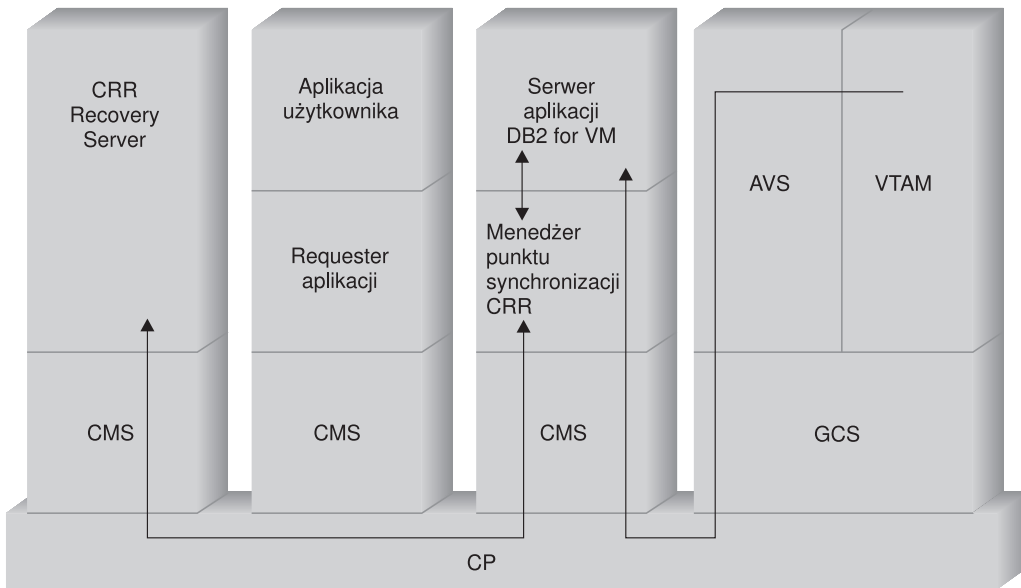 CRR
Recovery
Server
CMS
Aplikacja
użytkownika
Requester
aplikacji
CMS
Serwer
aplikacji
DB2 for VM
Menedżer
punktu
synchronizacji
CRR
CMS
AVS
VTAM
GCS
CP